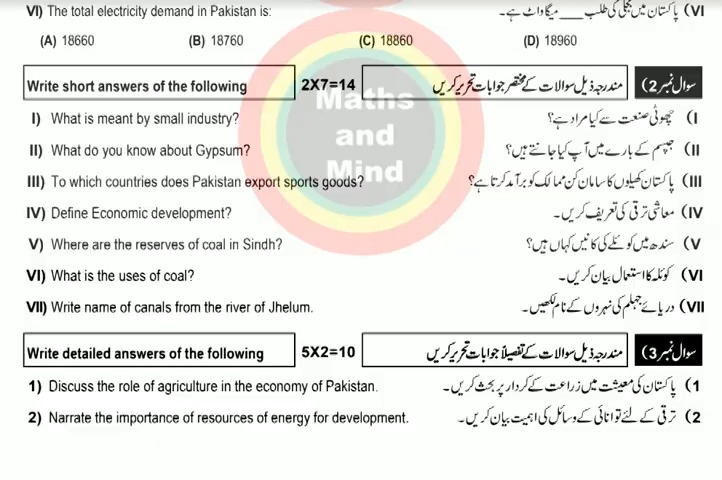 VI) The total electricity demand in Pakistan is: VI) پاکستان میں بجلی کی طلب ___ میگا واٹ ہے۔
(A) 18660 (B) 18760 (C) 18860 (D) 18960
Write short answers of the following 2X7=14 مندرجہ ذیل سوالات کے مختصر جوابات تحریر کریں سوال نمبر 2)
I) What is meant by small industry? I) چھوٹی صنعت سے کیا مراد ہے؟
II) What do you know about Gypsum? II) جپسم کے بارے میں آپ کیا جانتے ہیں؟
III) To which countries does Pakistan export sports goods? III) پاکستان کھیلوں کا سامان کن ممالک کو برآمد کرتا ہے؟
IV) Define Economic development? IV) معاشی ترقی کی تعریف کریں۔
V) Where are the reserves of coal in Sindh? V) سندھ میں کوئلے کی کانیں کہاں ہیں؟
VI) What is the uses of coal? VI) کوئلہ کا استعمال بیان کریں۔
VII) Write name of canals from the river of Jhelum. VII) دریائے جہلم کی نہروں کے نام لکھیں۔
Write detailed answers of the following 5X2=10 مندرجہ ذیل سوالات کے تفصیلاً جوابات تحریر کریں سوال نمبر 3)
1) Discuss the role of agriculture in the economy of Pakistan. 1) پاکستان کی معیشت میں زراعت کے کردار پر بحث کریں۔
2) Narrate the importance of resources of energy for development. 2) ترقی کے لئے توانائی کے وسائل کی اہمیت بیان کریں۔
Maths
and
Mind